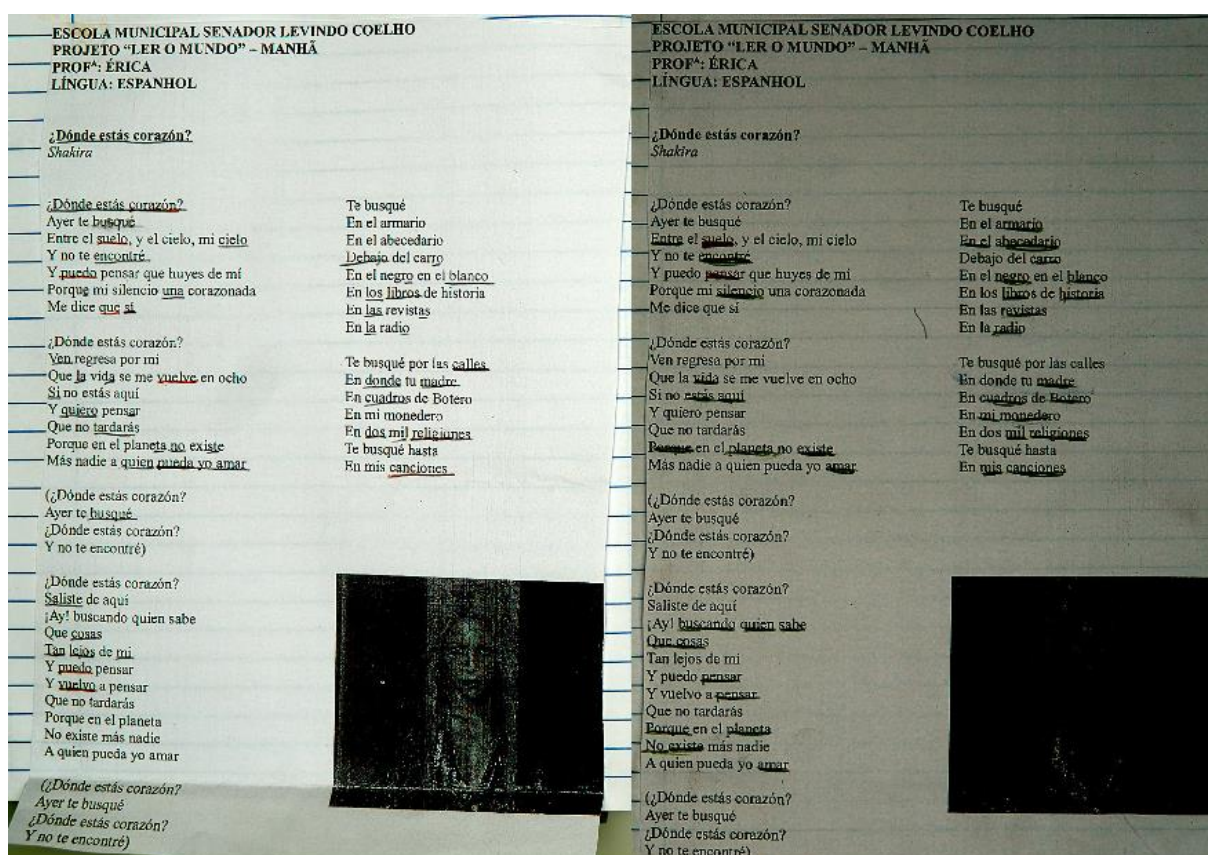 ESCOLA MUNICIPAL SENADOR LEVINDO COELHO
PROJETO “LER O MUNDO” – MANHÃ
PROFª: ÉRICA
LÍNGUA: ESPANHOL
¿Dónde estás corazón?
Shakira
¿Dónde estás corazón?
Ayer te busqué
Entre el suelo, y el cielo, mi cielo
Y no te encontré
Y puedo pensar que huyes de mí
Porque mi silencio una corazonada
Me dice que sí
¿Dónde estás corazón?
Ven regresa por mi
Que la vida se me vuelve en ocho
Si no estás aquí
Y quiero pensar
Que no tardarás
Porque en el planeta no existe
Más nadie a quien pueda yo amar
(¿Dónde estás corazón?
Ayer te busqué
¿Dónde estás corazón?
Y no te encontré)
¿Dónde estás corazón?
Saliste de aquí
¡Ay! buscando quien sabe
Que cosas
Tan lejos de mi
Y puedo pensar
Y vuelvo a pensar
Que no tardarás
Porque en el planeta
No existe más nadie
A quien pueda yo amar
(¿Dónde estás corazón?
Ayer te busqué
¿Dónde estás corazón?
Y no te encontré)
Te busqué
En el armario
En el abecedario
Debajo del carro
En el negro en el blanco
En los libros de historia
En las revistas
En la radio
Te busqué por las calles
En donde tu madre
En cuadros de Botero
En mi monedero
En dos mil religiones
Te busqué hasta
En mis canciones
ESCOLA MUNICIPAL SENADOR LEVINDO COELHO
PROJETO “LER O MUNDO” – MANHÃ
PROFª: ÉRICA
LÍNGUA: ESPANHOL
¿Dónde estás corazón?
Shakira
¿Dónde estás corazón?
Ayer te busqué
Entre el suelo, y el cielo, mi cielo
Y no te encontré
Y puedo pensar que huyes de mí
Porque mi silencio una corazonada
Me dice que sí
¿Dónde estás corazón?
Ven regresa por mi
Que la vida se me vuelve en ocho
Si no estás aquí
Y quiero pensar
Que no tardarás
Porque en el planeta no existe
Más nadie a quien pueda yo amar
(¿Dónde estás corazón?
Ayer te busqué
¿Dónde estás corazón?
Y no te encontré)
¿Dónde estás corazón?
Saliste de aquí
¡Ay! buscando quien sabe
Que cosas
Tan lejos de mi
Y puedo pensar
Y vuelvo a pensar
Que no tardarás
Porque en el planeta
No existe más nadie
A quien pueda yo amar
(¿Dónde estás corazón?
Ayer te busqué
¿Dónde estás corazón?
Y no te encontré)
Te busqué
En el armario
En el abecedario
Debajo del carro
En el negro en el blanco
En los libros de historia
En las revistas
En la radio
Te busqué por las calles
En donde tu madre
En cuadros de Botero
En mi monedero
En dos mil religiones
Te busqué hasta
En mis canciones